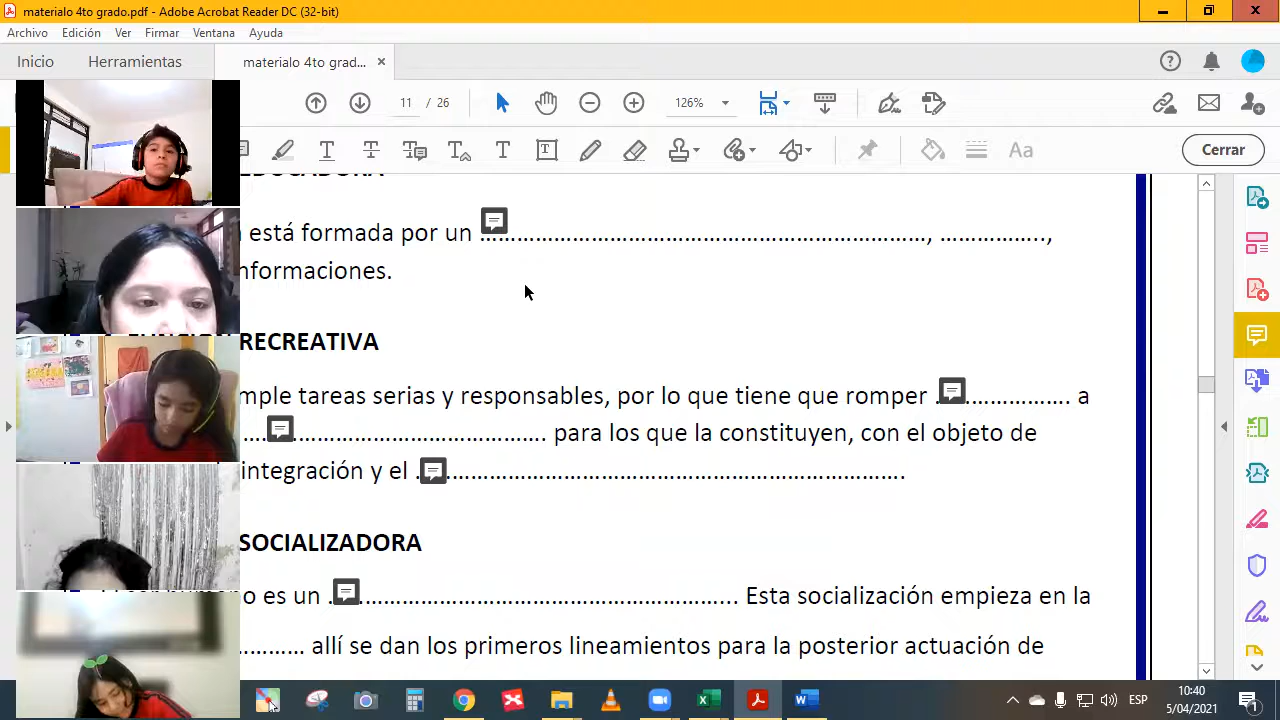 materialo 4to grado.pdf - Adobe Acrobat Reader DC (32-bit)
Archivo Edición Ver Firmar Ventana Ayuda
Inicio Herramientas materialo 4to grad... ×
11 / 26 126%
Aa Cerrar
EDUCADORA
está formada por un ..............................................................., ................,
nformaciones.
FUNCIÓN RECREATIVA
mple tareas serias y responsables, por lo que tiene que romper .................... a
........................................ para los que la constituyen, con el objeto de
integración y el ......................................................................
SOCIALIZADORA
es un ......................................................... Esta socialización empieza en la
............ allí se dan los primeros lineamientos para la posterior actuación de
ESP 10:40
5/04/2021